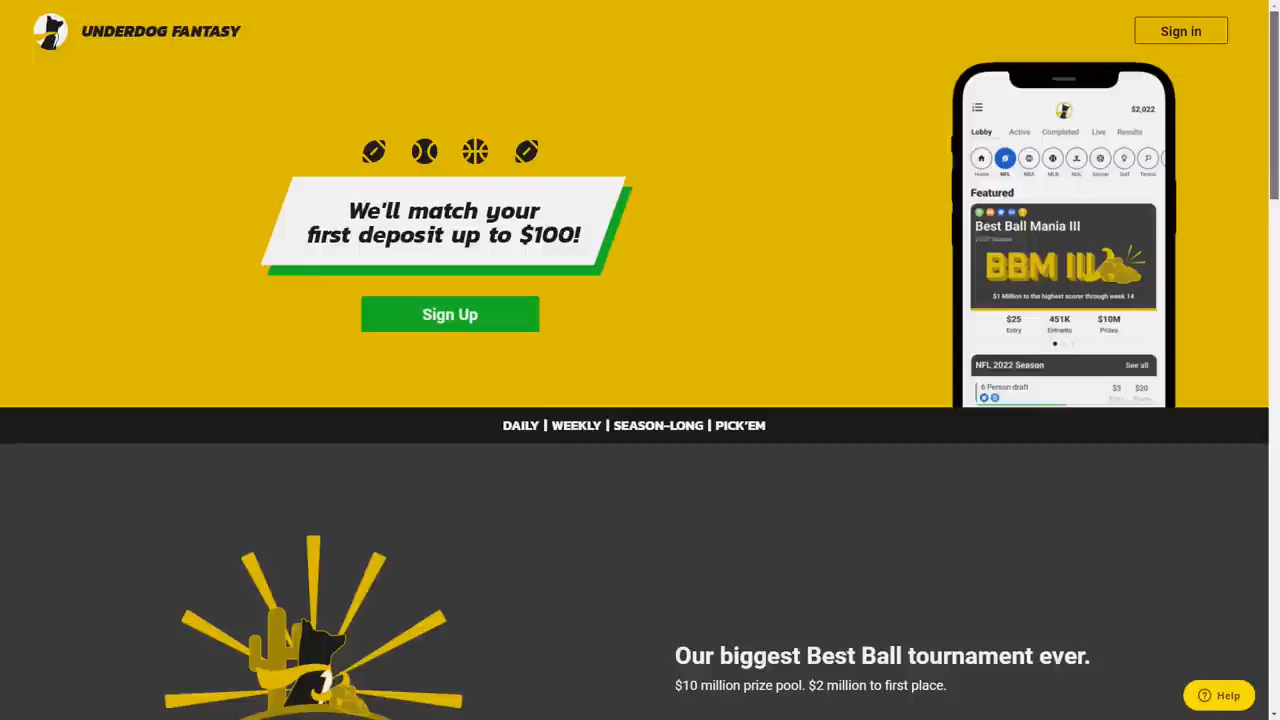 UNDERDOG FANTASY
Sign in
We'll match your
first deposit up to $100!
Sign Up
$2,022
Lobby Active Completed Live Results
Home NFL NBA MLB NHL Soccer Golf Tennis
Featured
Best Ball Mania III
2022 Season
BBM III
$1 Million to the highest scorer through week 14
$25 451K $10M
Entry Entrants Prizes
NFL 2022 Season See all
6 Person draft $3 $20
DAILY | WEEKLY | SEASON-LONG | PICK'EM
Our biggest Best Ball tournament ever.
$10 million prize pool. $2 million to first place.
Help